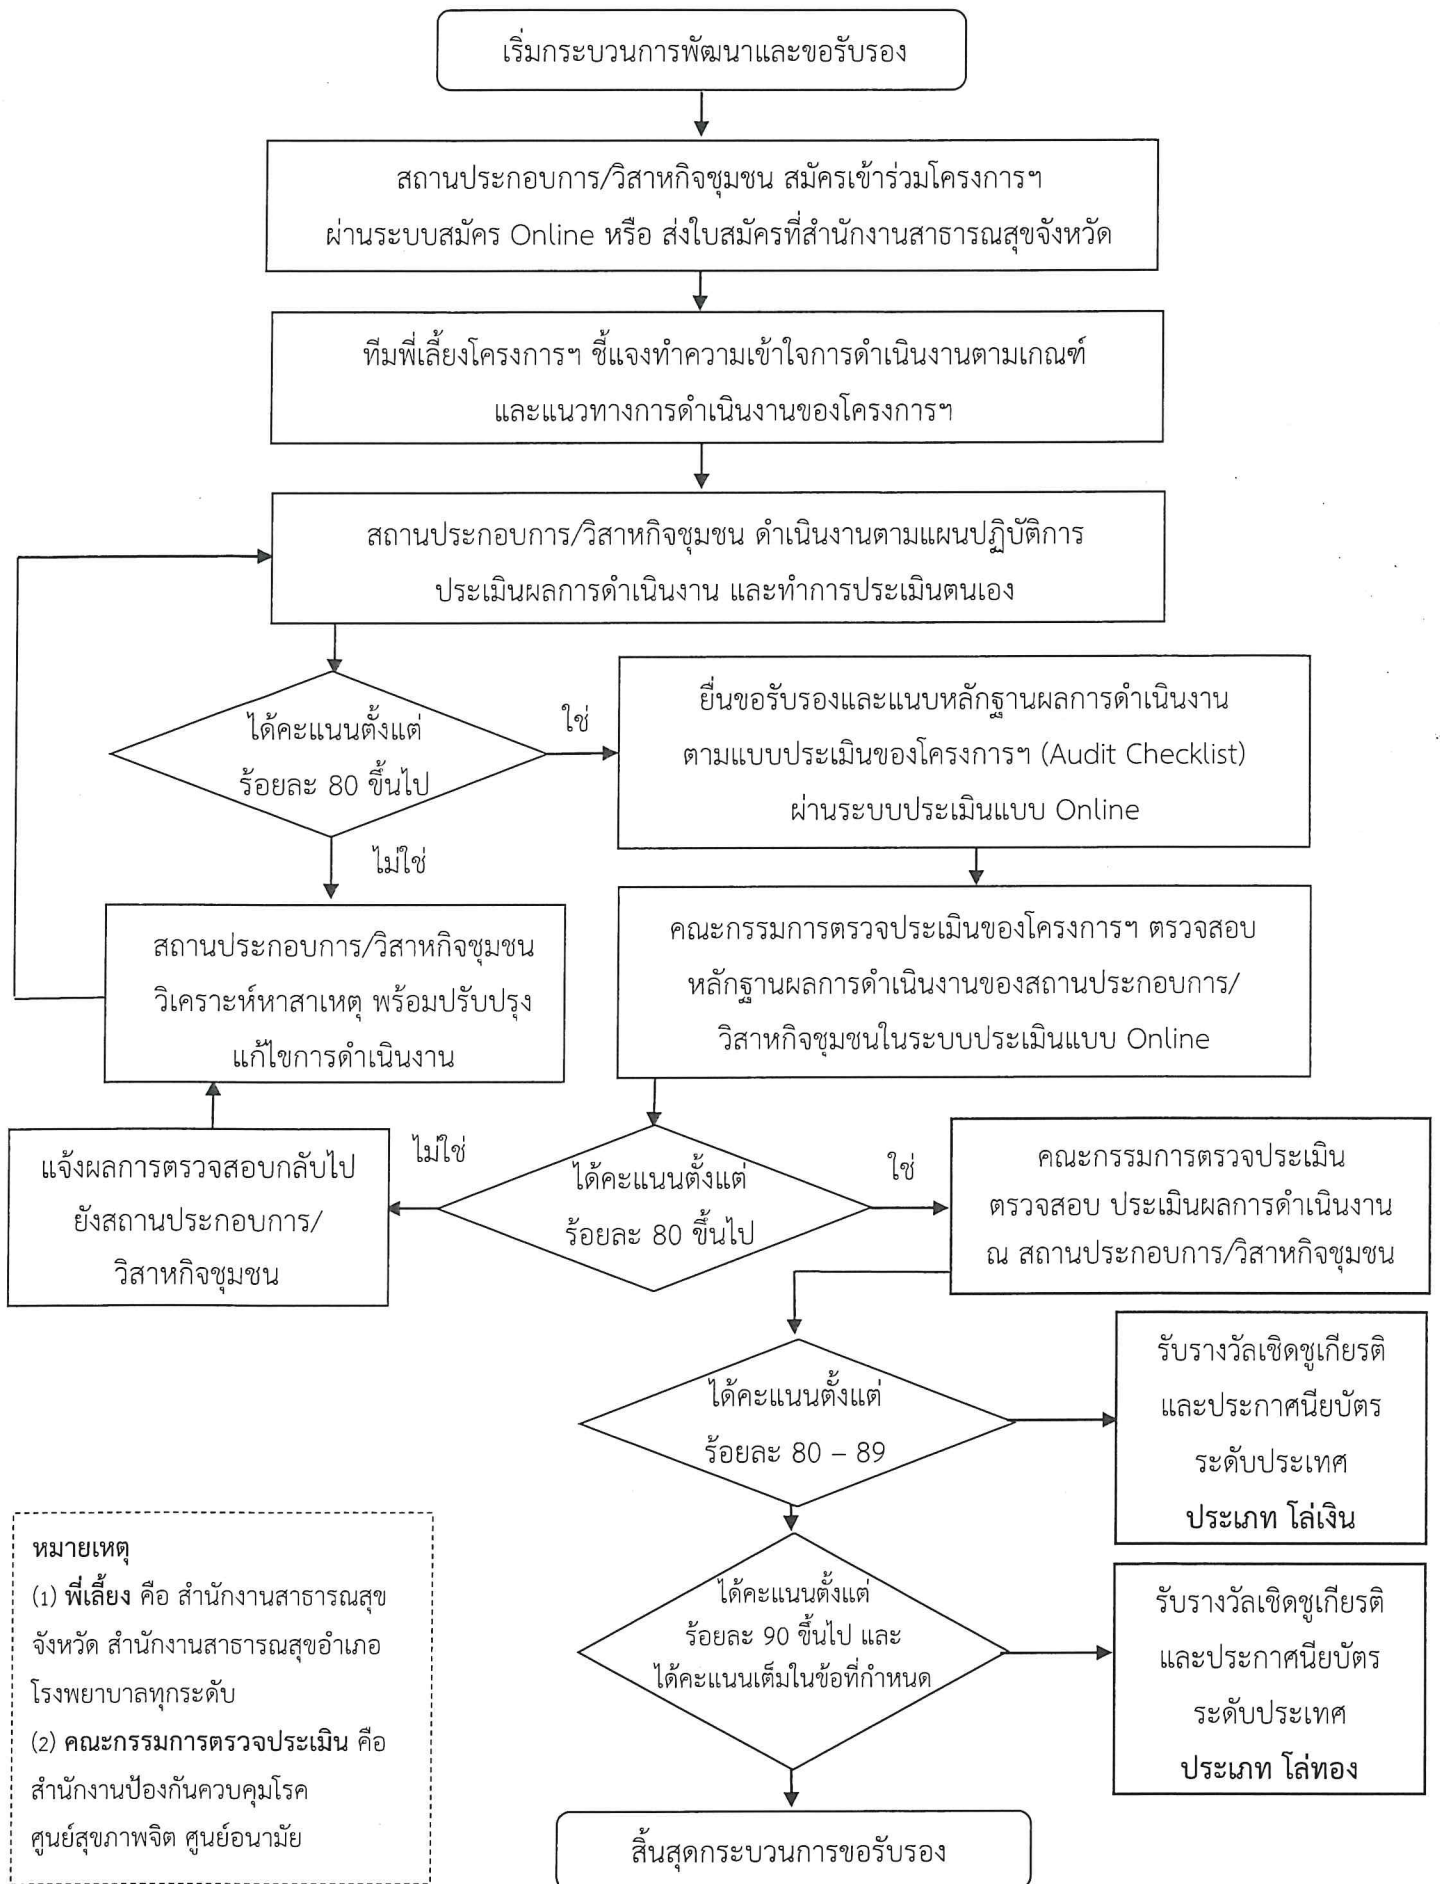 เริ่มกระบวนการพัฒนาและขอรับรอง
สถานประกอบการ/วิสาหกิจชุมชน สมัครเข้าร่วมโครงการฯ
ผ่านระบบสมัคร Online หรือ ส่งใบสมัครที่สำนักงานสาธารณสุขจังหวัด
ทีมพี่เลี้ยงโครงการฯ ชี้แจงทำความเข้าใจการดำเนินงานตามเกณฑ์
และแนวทางการดำเนินงานของโครงการฯ
สถานประกอบการ/วิสาหกิจชุมชน ดำเนินงานตามแผนปฏิบัติการ
ประเมินผลการดำเนินงาน และทำการประเมินตนเอง
ได้คะแนนตั้งแต่
ร้อยละ 80 ขึ้นไป
ใช่
ยื่นขอรับรองและแนบหลักฐานผลการดำเนินงาน
ตามแบบประเมินของโครงการฯ (Audit Checklist)
ผ่านระบบประเมินแบบ Online
ไม่ใช่
สถานประกอบการ/วิสาหกิจชุมชน
วิเคราะห์หาสาเหตุ พร้อมปรับปรุง
แก้ไขการดำเนินงาน
คณะกรรมการตรวจประเมินของโครงการฯ ตรวจสอบ
หลักฐานผลการดำเนินงานของสถานประกอบการ/
วิสาหกิจชุมชนในระบบประเมินแบบ Online
แจ้งผลการตรวจสอบกลับไป
ยังสถานประกอบการ/
วิสาหกิจชุมชน
ไม่ใช่
ได้คะแนนตั้งแต่
ร้อยละ 80 ขึ้นไป
ใช่
คณะกรรมการตรวจประเมิน
ตรวจสอบ ประเมินผลการดำเนินงาน
ณ สถานประกอบการ/วิสาหกิจชุมชน
ได้คะแนนตั้งแต่
ร้อยละ 80 – 89
รับรางวัลเชิดชูเกียรติ
และประกาศนียบัตร
ระดับประเทศ
ประเภท โล่เงิน
ได้คะแนนตั้งแต่
ร้อยละ 90 ขึ้นไป และ
ได้คะแนนเต็มในข้อที่กำหนด
รับรางวัลเชิดชูเกียรติ
และประกาศนียบัตร
ระดับประเทศ
ประเภท โล่ทอง
หมายเหตุ
(1) พี่เลี้ยง คือ สำนักงานสาธารณสุข
จังหวัด สำนักงานสาธารณสุขอำเภอ
โรงพยาบาลทุกระดับ
(2) คณะกรรมการตรวจประเมิน คือ
สำนักงานป้องกันควบคุมโรค
ศูนย์สุขภาพจิต ศูนย์อนามัย
สิ้นสุดกระบวนการขอรับรอง